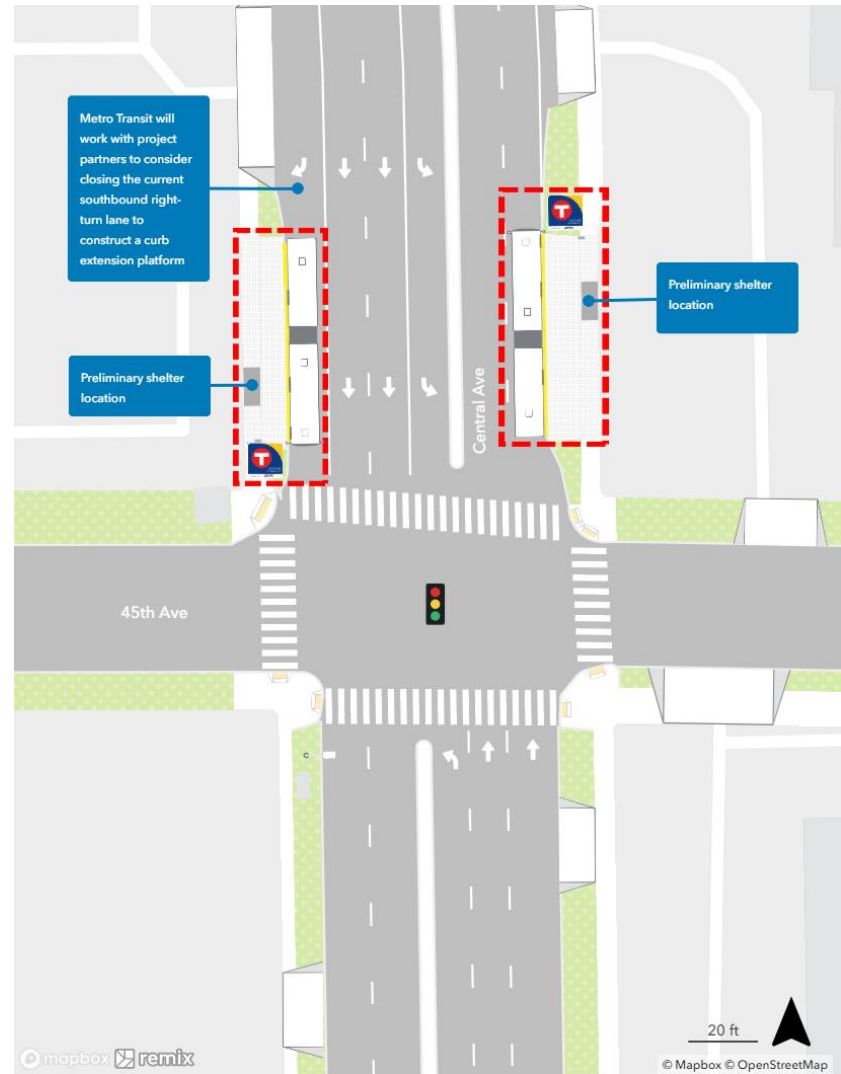 Metro Transit will
work with project
partners to consider
closing the current
southbound right-
turn lane to
construct a curb
extension platform
Preliminary shelter
location
Preliminary shelter
location
Central Ave
T
T
45th Ave
mapbox remix
20 ft
© Mapbox © OpenStreetMap